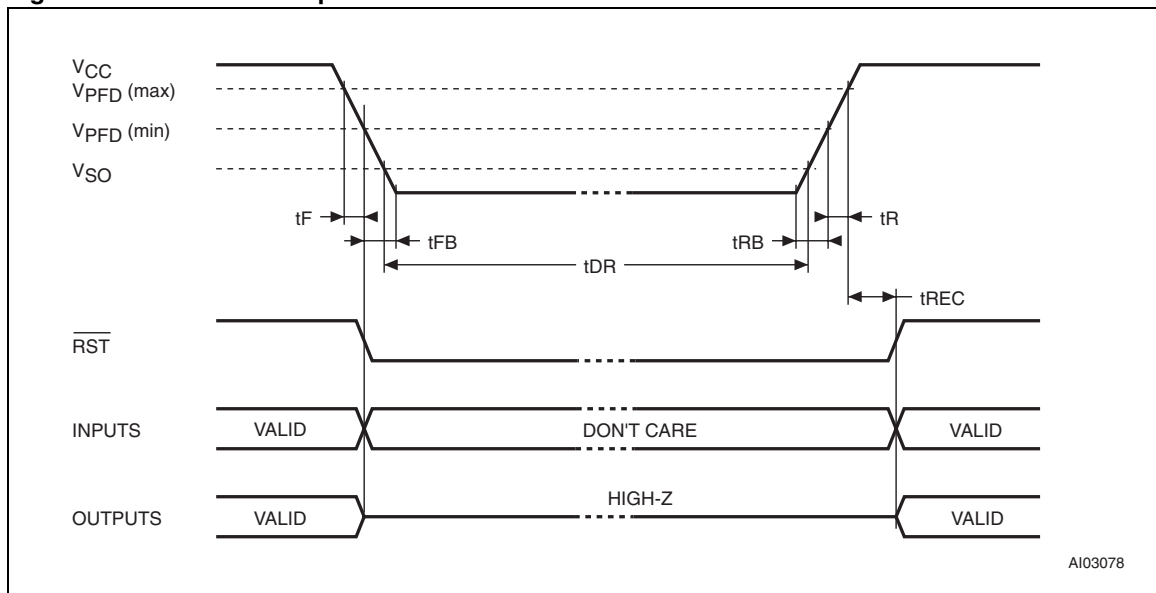 VCC
VPFD (max)
VPFD (min)
VSO
tF
tFB
tDR
tRB
tR
tREC
RST
INPUTS
VALID
DON'T CARE
VALID
OUTPUTS
VALID
HIGH-Z
VALID
AI03078